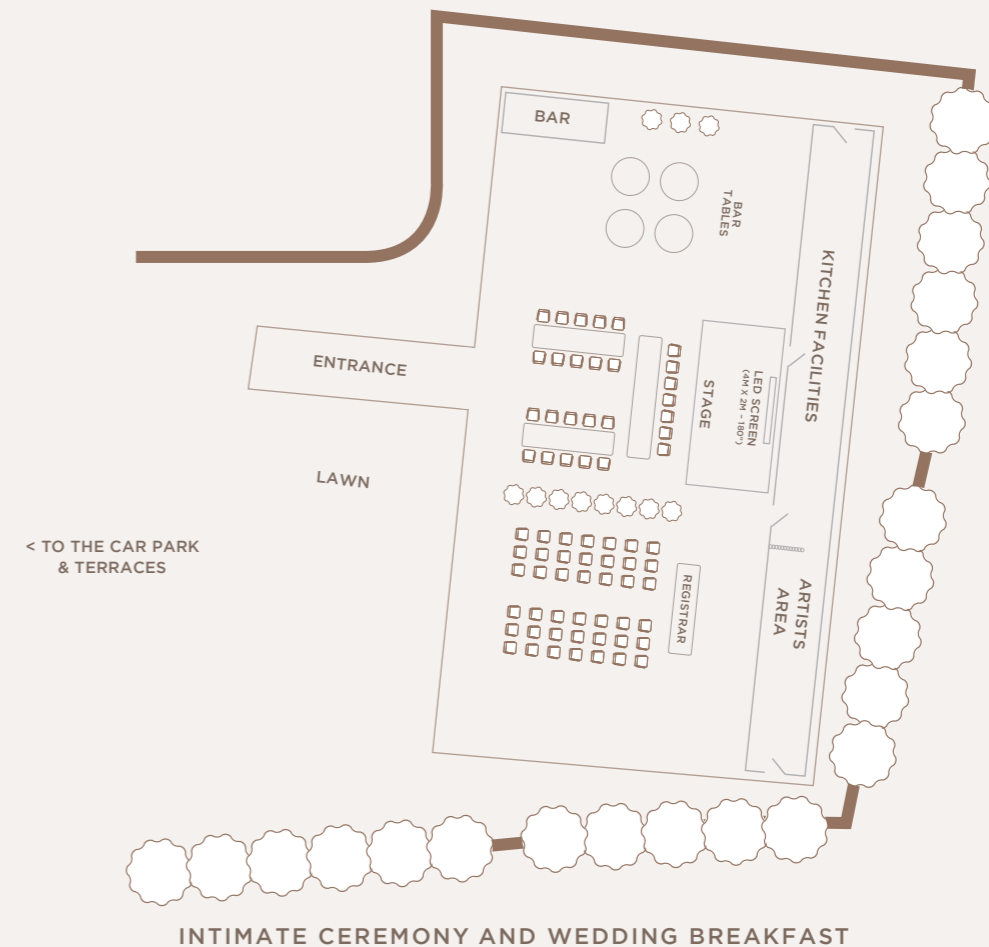 BAR
BAR
TABLES
KITCHEN FACILITIES
ENTRANCE
STAGE
LED SCREEN
(4M X 2M - 180")
LAWN
< TO THE CAR PARK
& TERRACES
REGISTRAR
ARTISTS
AREA
INTIMATE CEREMONY AND WEDDING BREAKFAST